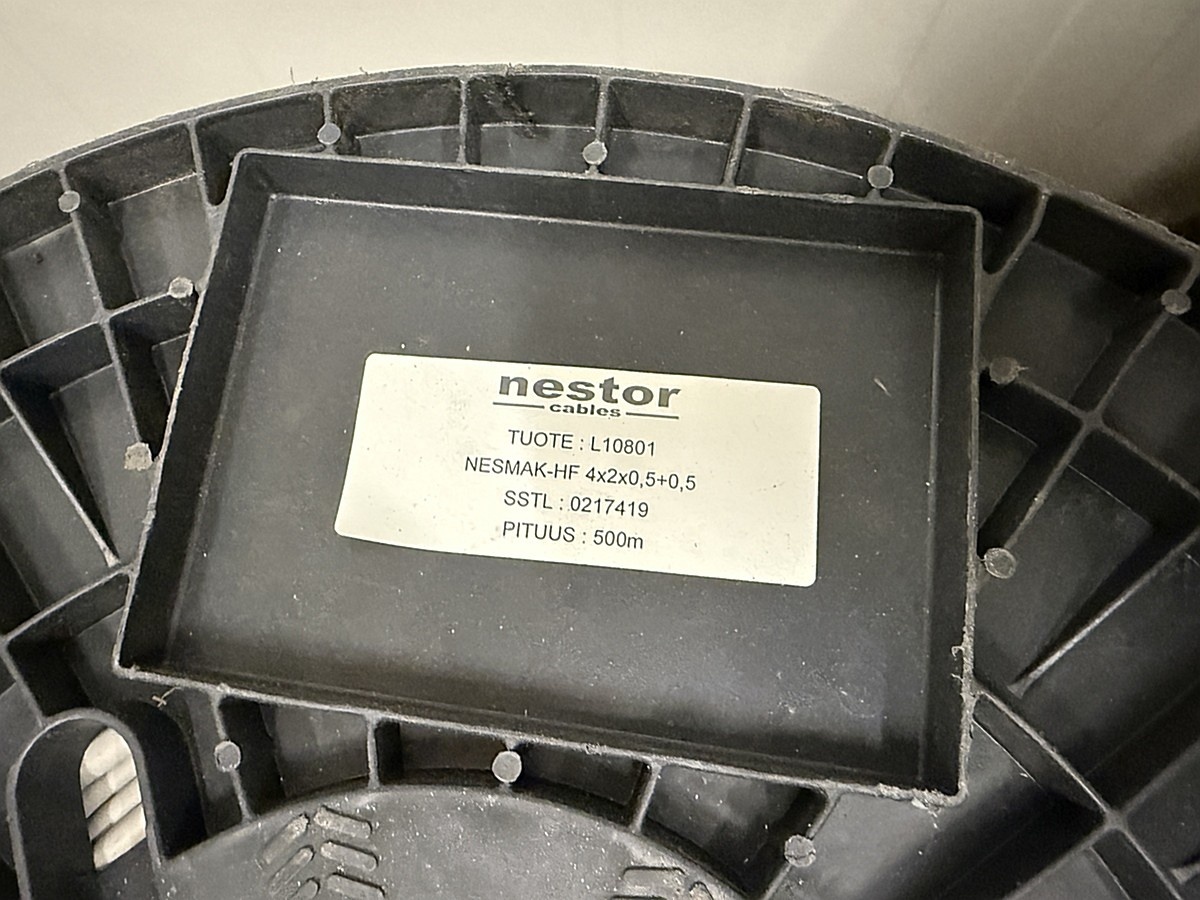 nestor
cables
TUOTE : L10801
NESMAK-HF 4x2x0,5+0,5
SSTL : 0217419
PITUUS : 500m